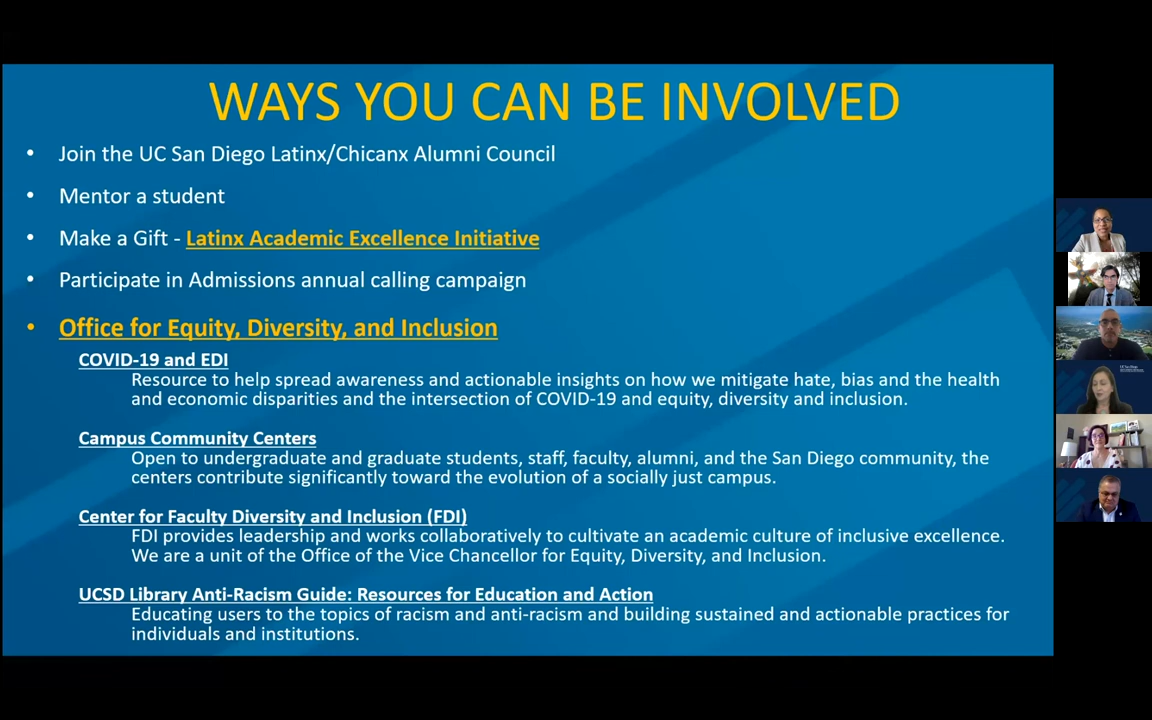 WAYS YOU CAN BE INVOLVED
• Join the UC San Diego Latinx/Chicanx Alumni Council
• Mentor a student
• Make a Gift - Latinx Academic Excellence Initiative
• Participate in Admissions annual calling campaign
• Office for Equity, Diversity, and Inclusion
COVID-19 and EDI
Resource to help spread awareness and actionable insights on how we mitigate hate, bias and the health
and economic disparities and the intersection of COVID-19 and equity, diversity and inclusion.
Campus Community Centers
Open to undergraduate and graduate students, staff, faculty, alumni, and the San Diego community, the
centers contribute significantly toward the evolution of a socially just campus.
Center for Faculty Diversity and Inclusion (FDI)
FDI provides leadership and works collaboratively to cultivate an academic culture of inclusive excellence.
We are a unit of the Office of the Vice Chancellor for Equity, Diversity, and Inclusion.
UCSD Library Anti-Racism Guide: Resources for Education and Action
Educating users to the topics of racism and anti-racism and building sustained and actionable practices for
individuals and institutions.